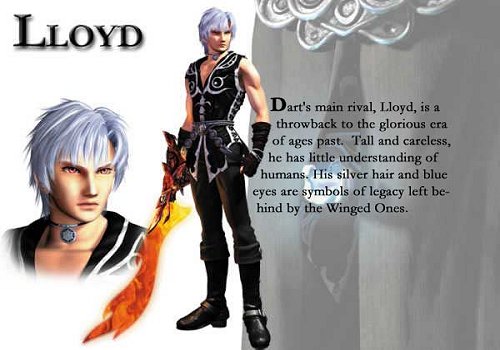 LLOYD
Dart's main rival, Lloyd, is a
throwback to the glorious era
of ages past. Tall and careless,
he has little understanding of
humans. His silver hair and blue
eyes are symbols of legacy left be-
hind by the Winged Ones.